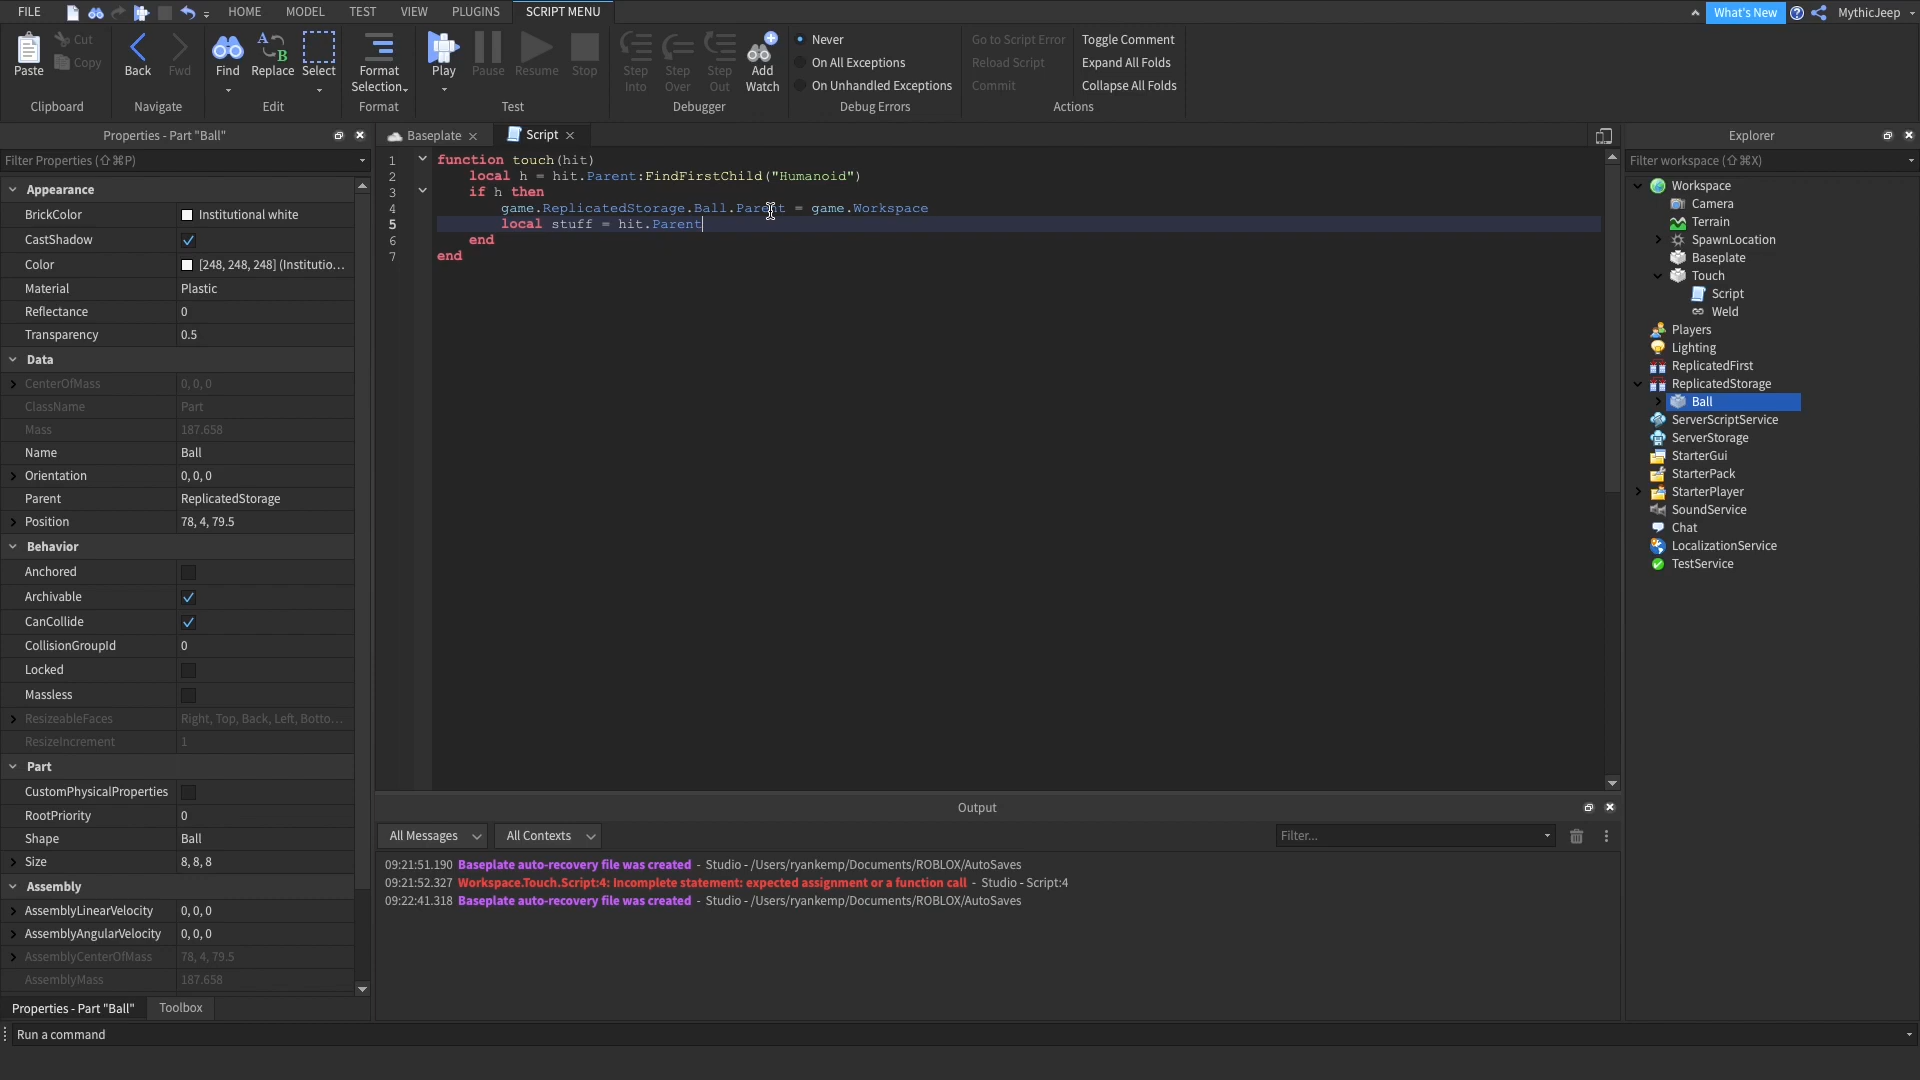 FILE HOME MODEL TEST VIEW PLUGINS SCRIPT MENU What's New MythicJeep
Paste Cut Copy Clipboard
Back Fwd Navigate
Find Replace Select Edit
Format Selection Format
Play Pause Resume Stop Test
Step Into Step Over Step Out Add Watch Debugger
Never
On All Exceptions
On Unhandled Exceptions
Debug Errors
Go to Script Error Toggle Comment
Reload Script Expand All Folds
Commit Collapse All Folds
Actions
Properties - Part "Ball"
Filter Properties (⇧⌘P)
Appearance
BrickColor Institutional white
CastShadow
Color [248, 248, 248] (Institutio...
Material Plastic
Reflectance 0
Transparency 0.5
Data
CenterOfMass 0, 0, 0
ClassName Part
Mass 187.658
Name Ball
Orientation 0, 0, 0
Parent ReplicatedStorage
Position 78, 4, 79.5
Behavior
Anchored
Archivable
CanCollide
CollisionGroupId 0
Locked
Massless
ResizeableFaces Right, Top, Back, Left, Botto...
ResizeIncrement 1
Part
CustomPhysicalProperties
RootPriority 0
Shape Ball
Size 8, 8, 8
Assembly
AssemblyLinearVelocity 0, 0, 0
AssemblyAngularVelocity 0, 0, 0
AssemblyCenterOfMass 78, 4, 79.5
AssemblyMass 187.658
Properties - Part "Ball" Toolbox
Run a command
Baseplate Script
1 function touch(hit)
2 local h = hit.Parent:FindFirstChild("Humanoid")
3 if h then
4 game.ReplicatedStorage.Ball.Parent = game.Workspace
5 local stuff = hit.Parent
6 end
7 end
Output
All Messages All Contexts Filter...
09:21:51.190 Baseplate auto-recovery file was created - Studio - /Users/ryankemp/Documents/ROBLOX/AutoSaves
09:21:52.327 Workspace.Touch.Script:4: Incomplete statement: expected assignment or a function call - Studio - Script:4
09:22:41.318 Baseplate auto-recovery file was created - Studio - /Users/ryankemp/Documents/ROBLOX/AutoSaves
Explorer
Filter workspace (⇧⌘X)
Workspace
Camera
Terrain
SpawnLocation
Baseplate
Touch
Script
Weld
Players
Lighting
ReplicatedFirst
ReplicatedStorage
Ball
ServerScriptService
ServerStorage
StarterGui
StarterPack
StarterPlayer
SoundService
Chat
LocalizationService
TestService